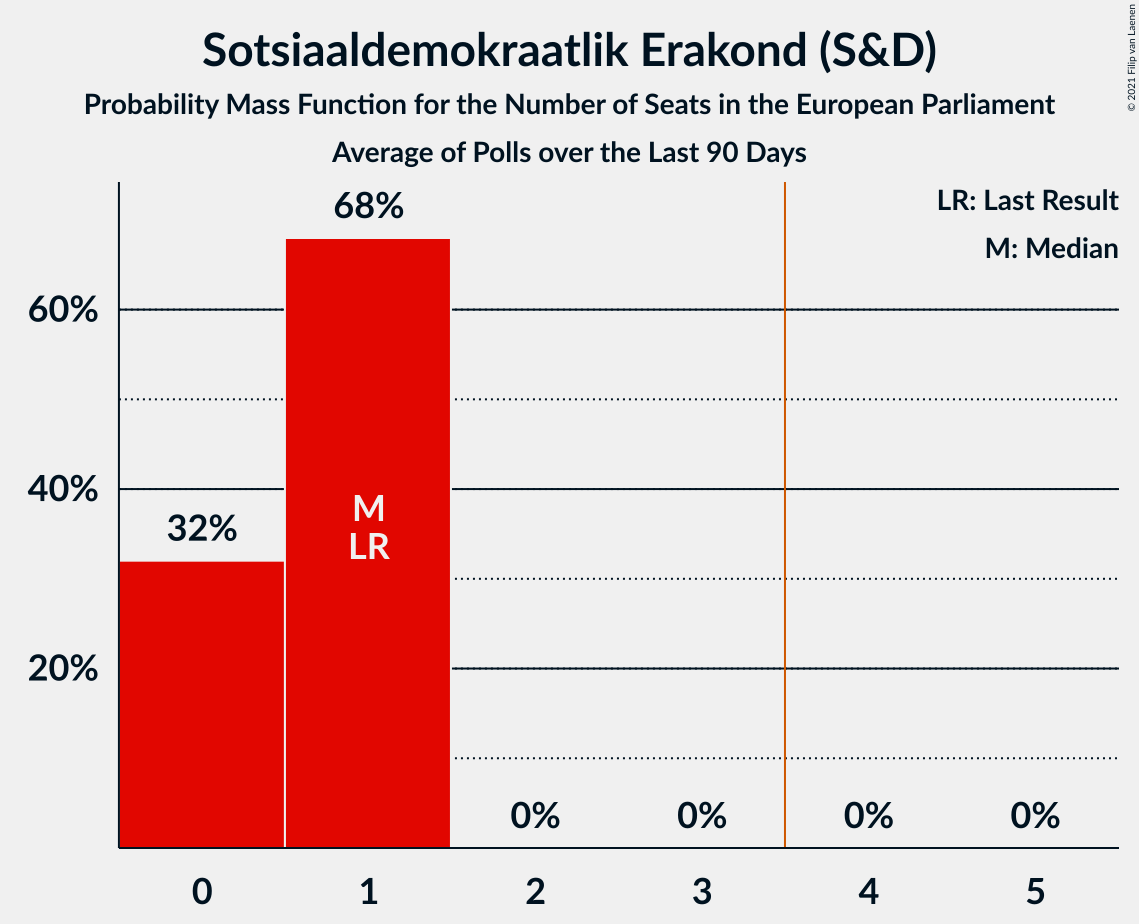 Sotsiaaldemokraatlik Erakond (S&D)
Probability Mass Function for the Number of Seats in the European Parliament
Average of Polls over the Last 90 Days
© 2021 Filip van Laenen
LR: Last Result
M: Median
68%
60%
40%
32%
M
LR
20%
0% 0% 0% 0%
0 1 2 3 4 5